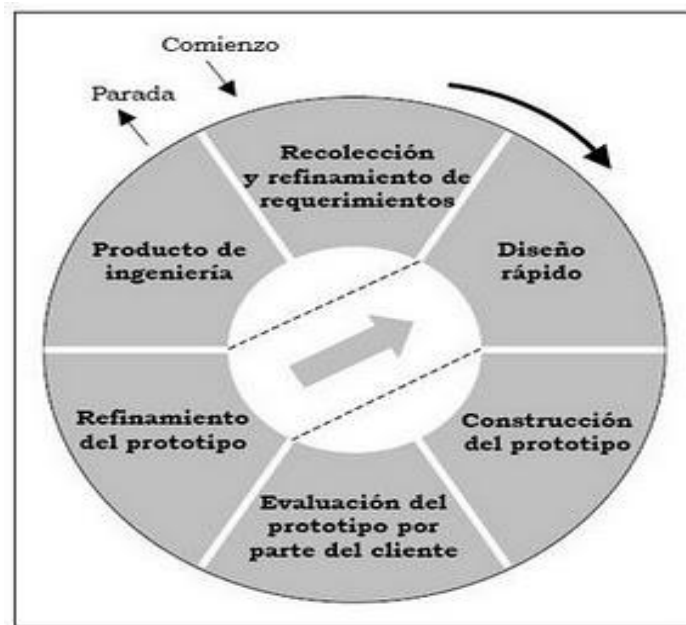 Comienzo
Parada
Recolección
y refinamiento de
requerimientos
Diseño
rápido
Construcción
del prototipo
Evaluación del
prototipo por
parte del cliente
Refinamiento
del prototipo
Producto de
ingeniería